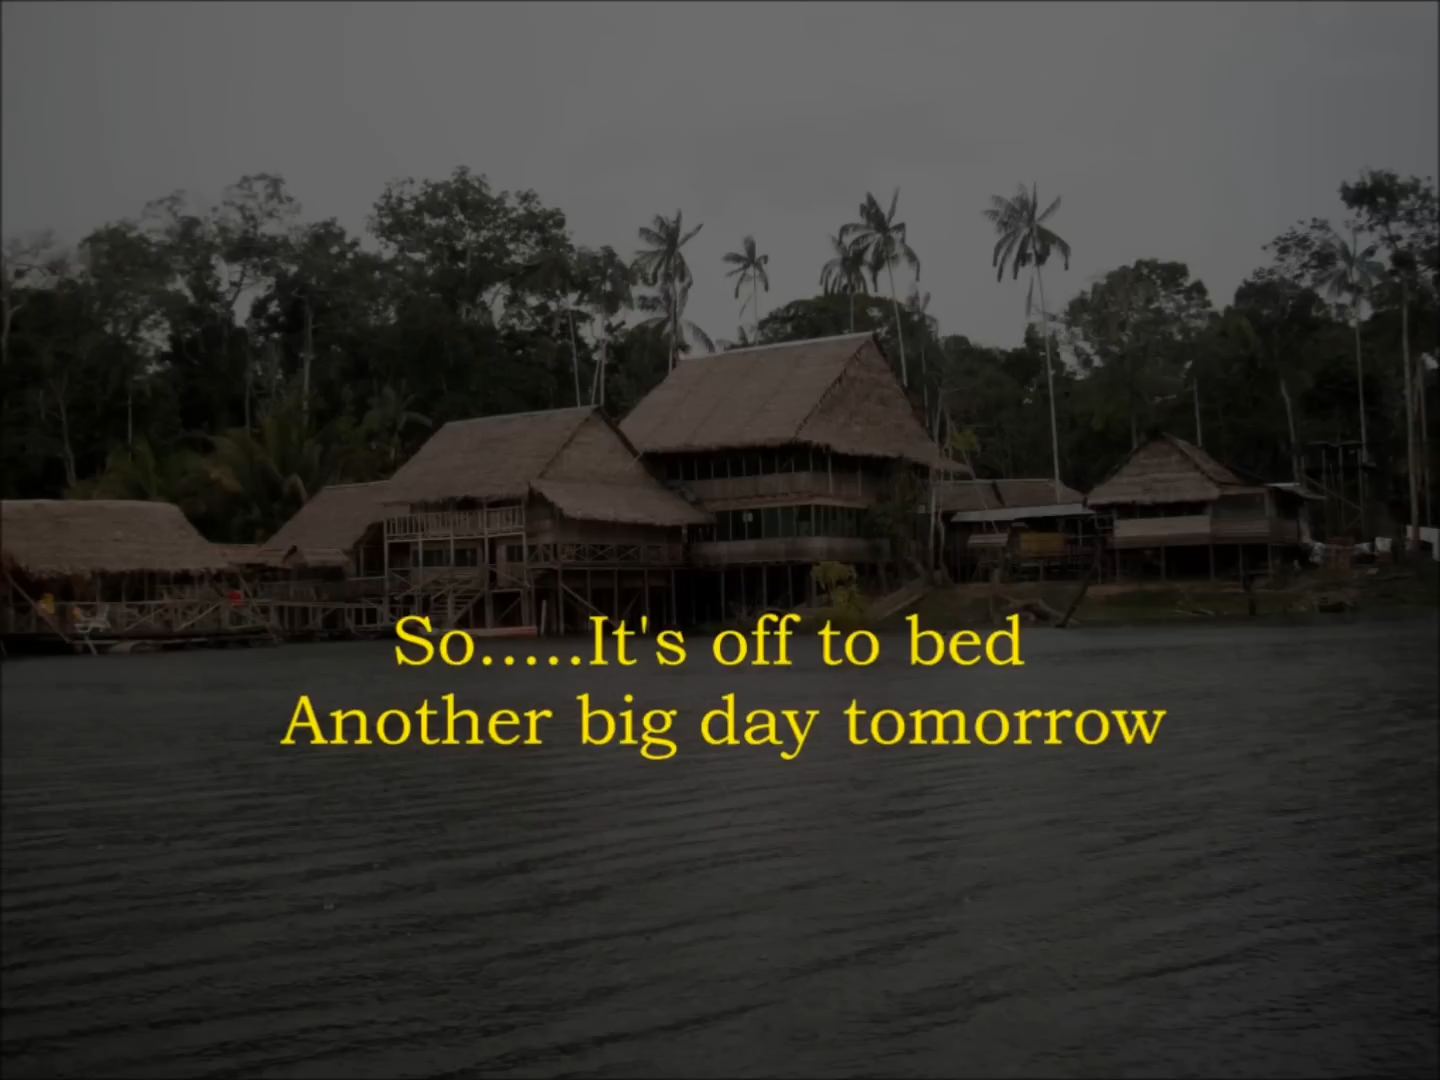 So.....It's off to bed
Another big day tomorrow